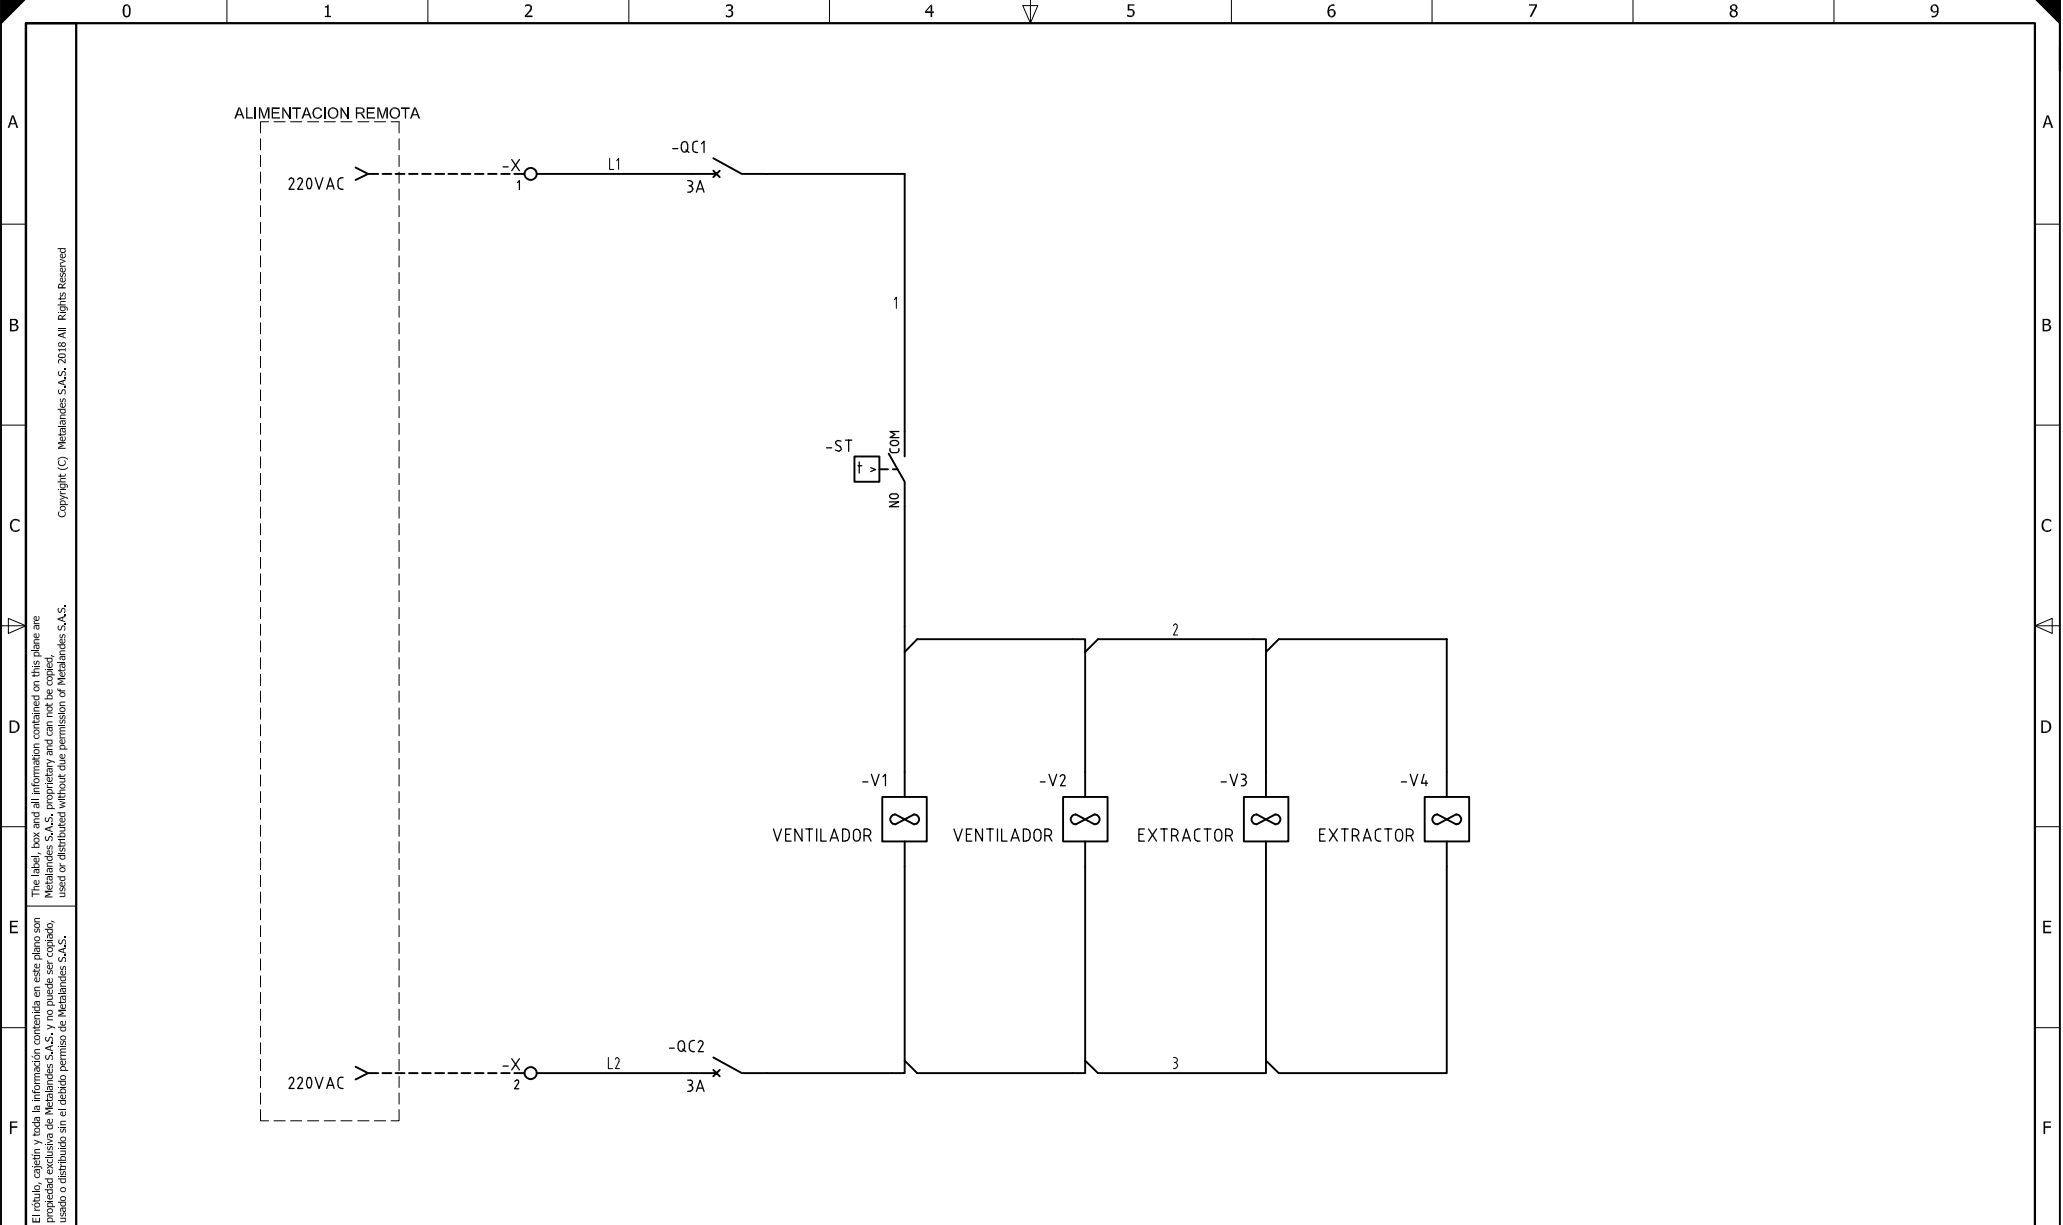 0 1 2 3 4 5 6 7 8 9
A A
ALIMENTACION REMOTA
220VAC
-X
1
L1
-QC1
3A
B B
1
-ST
t >
COM
NO
C C
2
D D
-V1
VENTILADOR
-V2
VENTILADOR
-V3
EXTRACTOR
-V4
EXTRACTOR
E E
220VAC
-X
2
L2
-QC2
3A
3
F F
Copyright (C) Metalandes S.A.S. 2018 All Rights Reserved
The label, box and all information contained on this plane are
Metalandes S.A.S. proprietary and can not be copied,
used or distributed without due permission of Metalandes S.A.S.
El rótulo, cajetín y toda la información contenida en este plano son
propiedad exclusiva de Metalandes S.A.S. y no puede ser copiado,
usado o distribuido sin el debido permiso de Metalandes S.A.S.